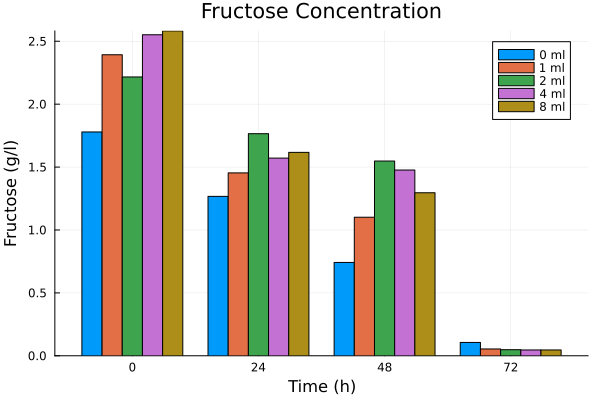 Fructose Concentration
Fructose (g/l)
2.5
2.0
1.5
1.0
0.5
0.0
0 ml
1 ml
2 ml
4 ml
8 ml
0 24 48 72
Time (h)